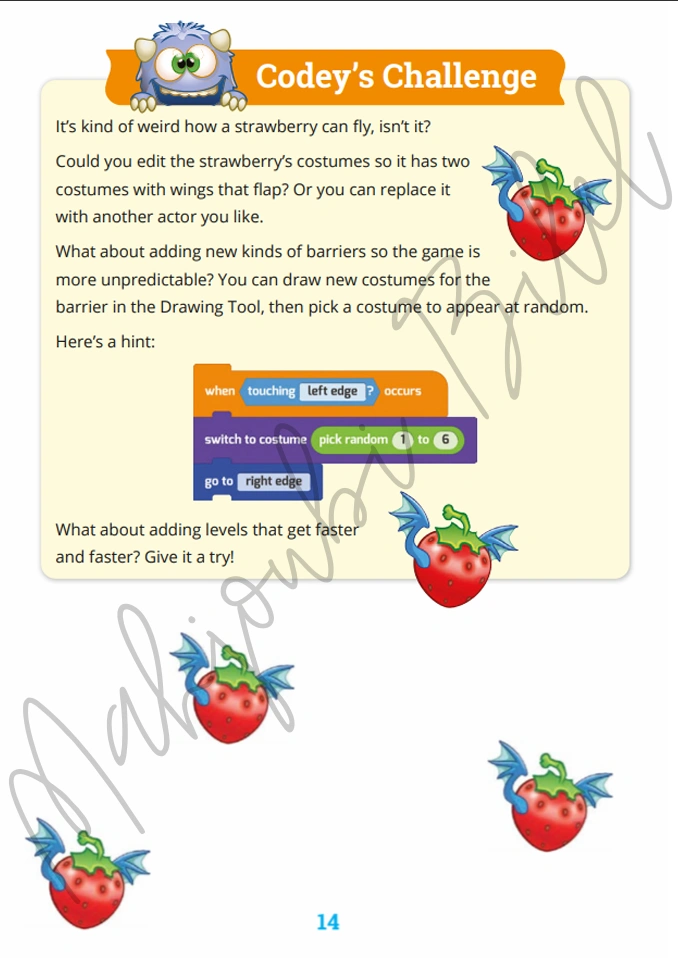 Codey's Challenge
It's kind of weird how a strawberry can fly, isn't it?
Could you edit the strawberry's costumes so it has two
costumes with wings that flap? Or you can replace it
with another actor you like.
What about adding new kinds of barriers so the game is
more unpredictable? You can draw new costumes for the
barrier in the Drawing Tool, then pick a costume to appear at random.
Here's a hint:
when touching left edge ? occurs
switch to costume pick random 1 to 6
go to right edge
What about adding levels that get faster
and faster? Give it a try!
14